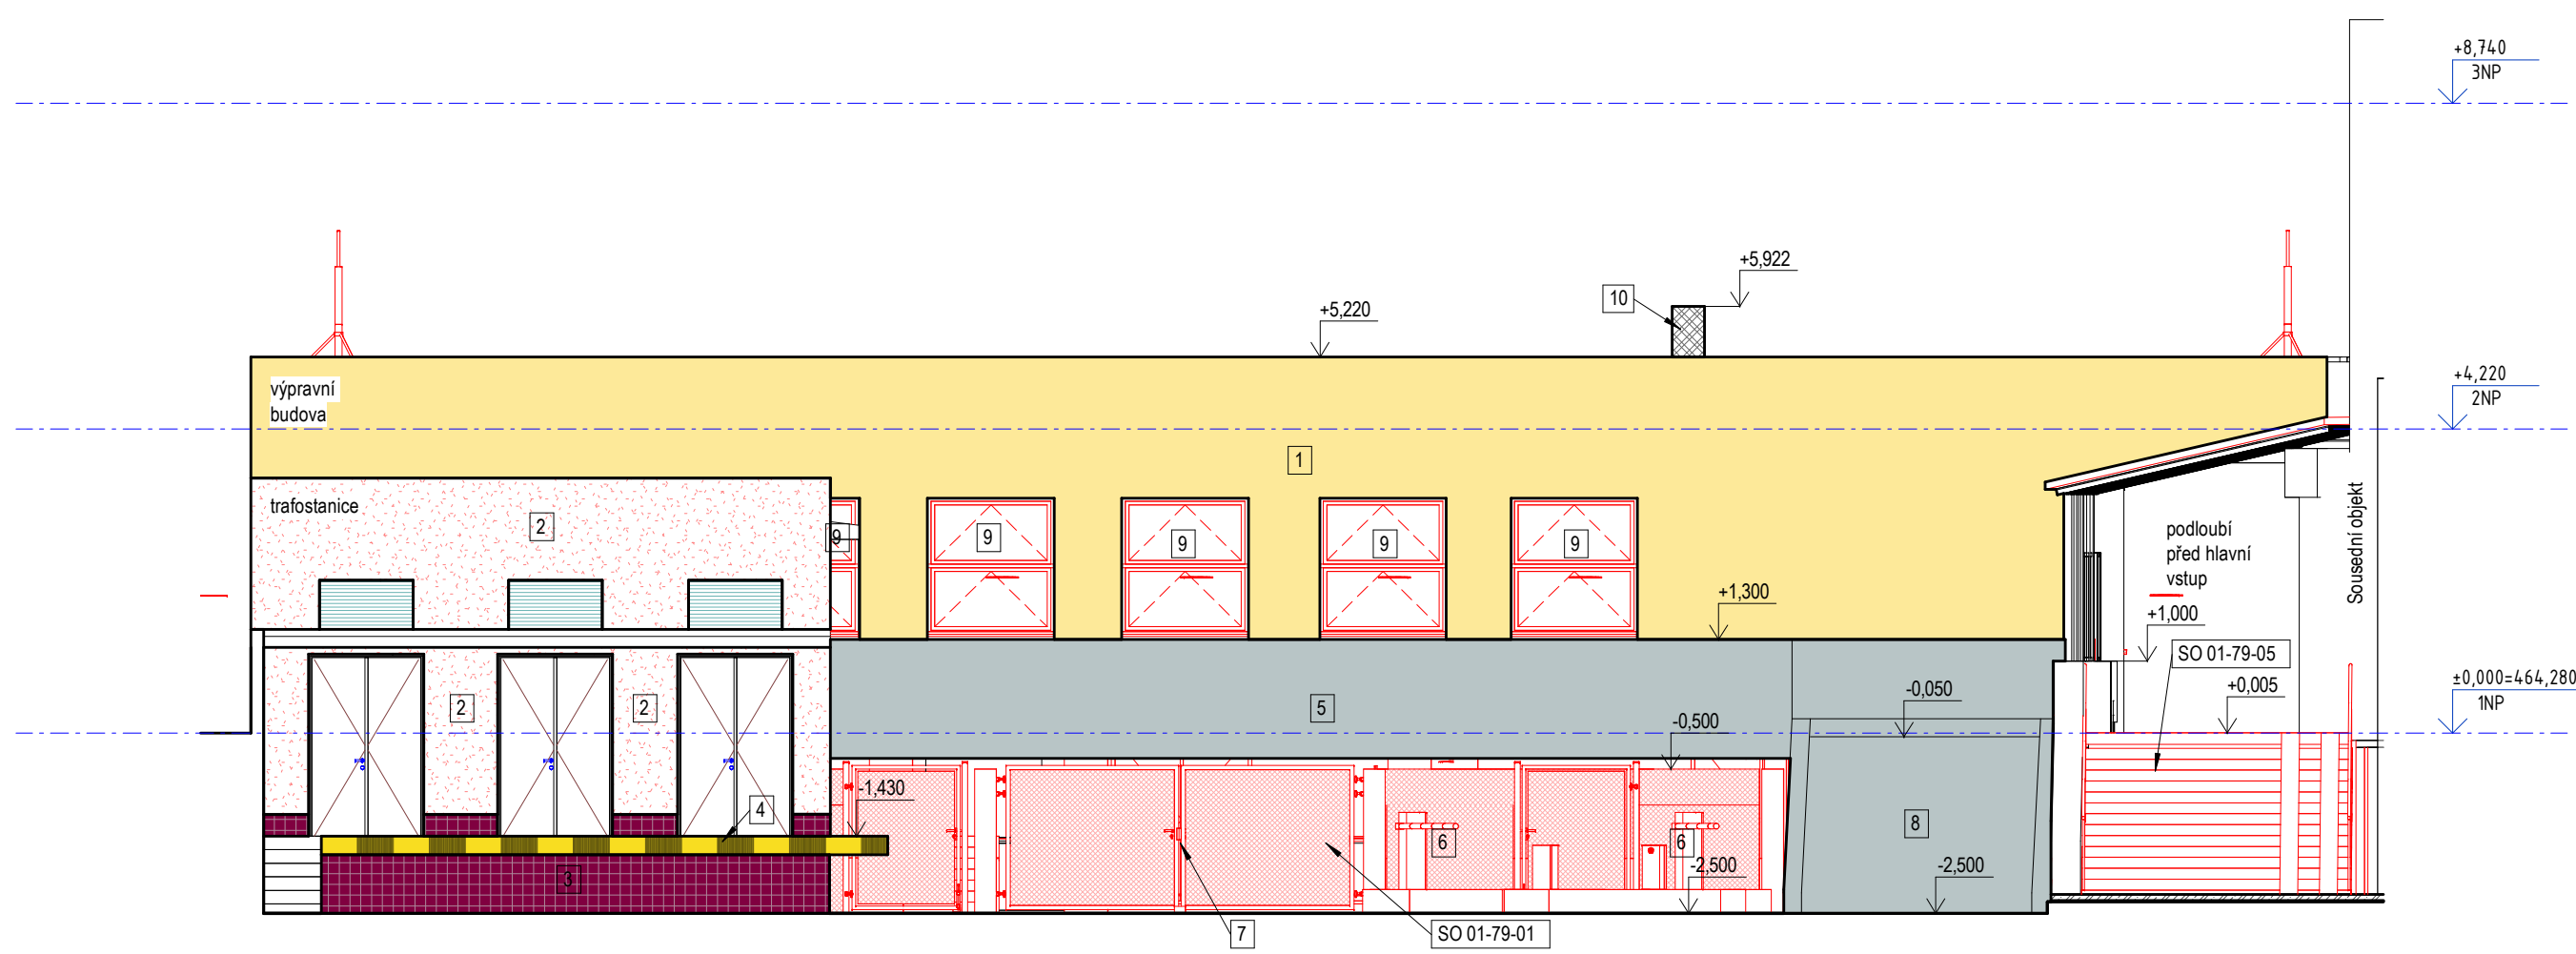 +8,740
3NP
+5,922
10
+5,220
+4,220
2NP
výpravní
budova
1
trafostanice
2
9
9
9
9
9
podloubí
před hlavní
vstup
Sousední objekt
+1,300
+1,000
SO 01-79-05
+0,005
±0,000=464,280
1NP
2
2
5
-0,050
-0,500
-1,430
4
6
6
8
3
-2,500
-2,500
7
SO 01-79-01